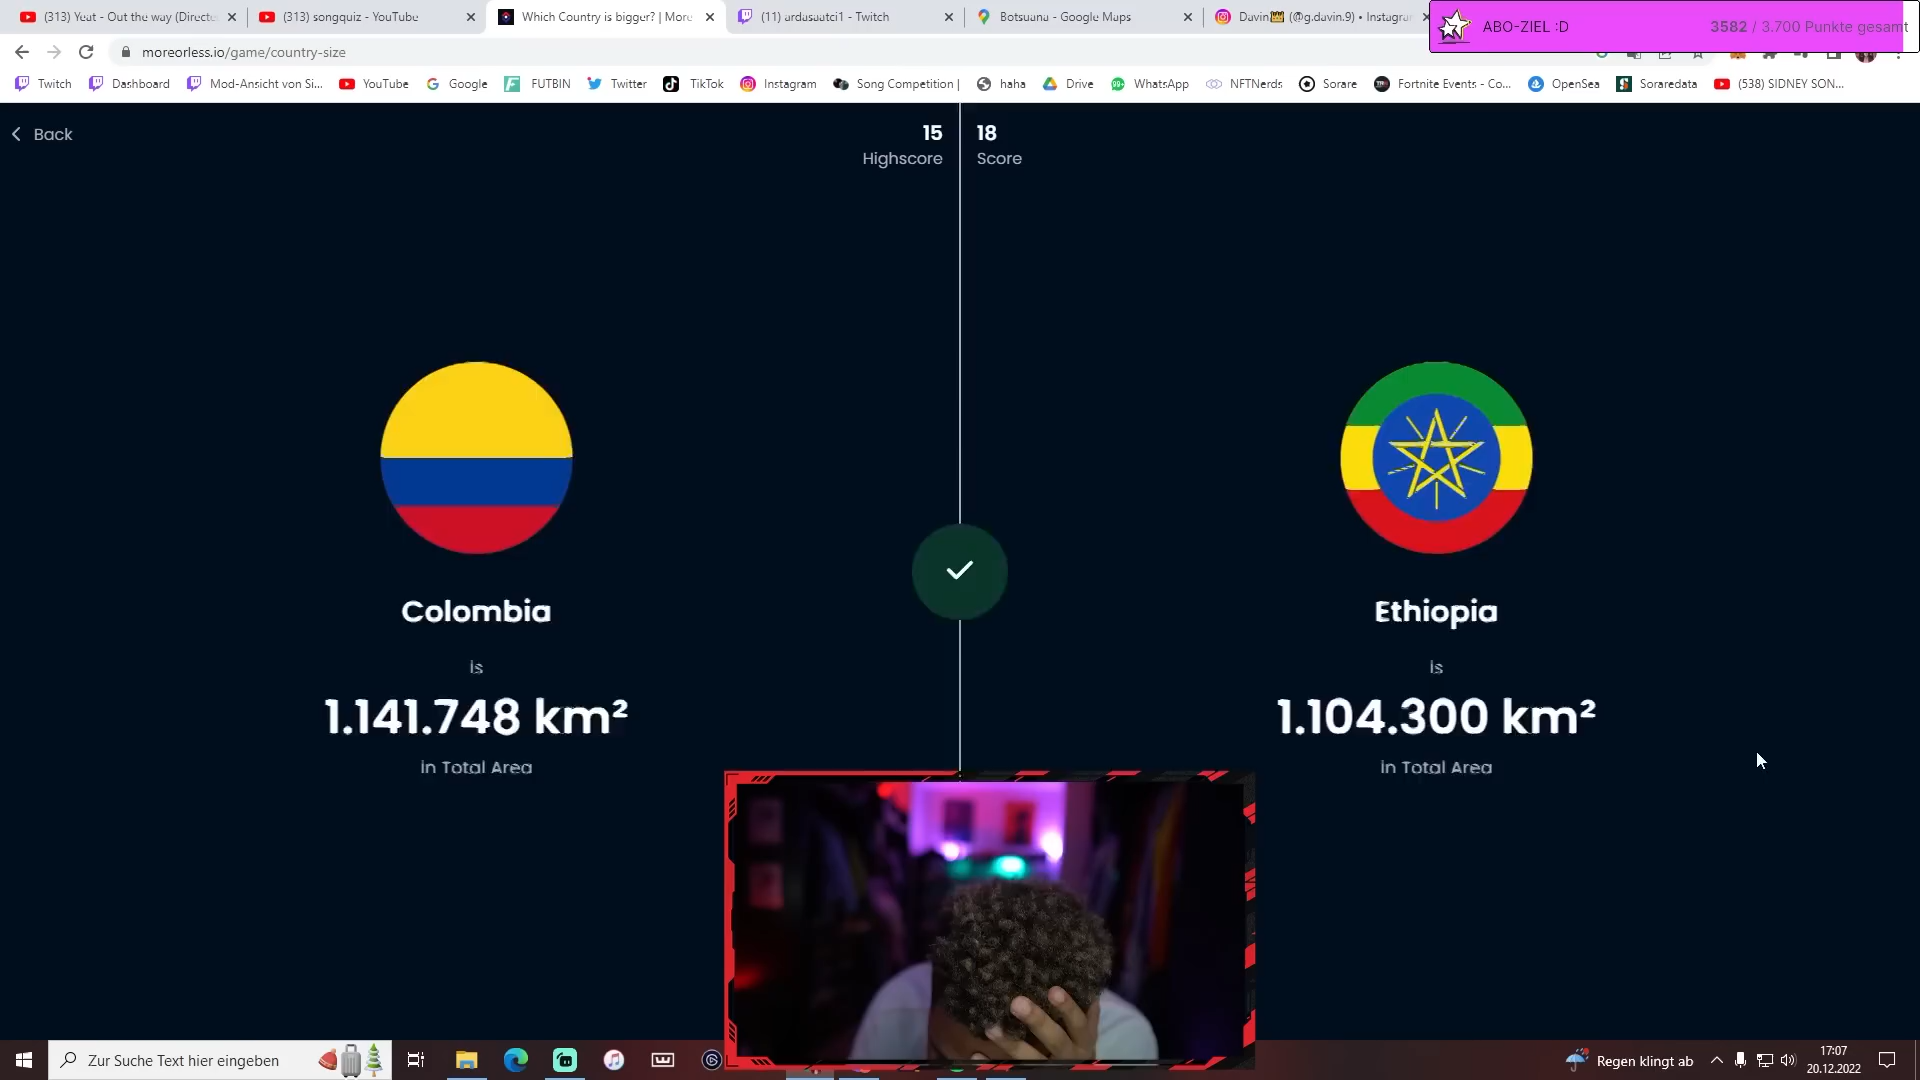 (313) Yeat - Out the way (Directe
(313) songquiz - YouTube
Which Country is bigger? | More
(11) ardasaatci1 - Twitch
Botsuana - Google Maps
Davin👑 (@g.davin.9) • Instagra
ABO-ZIEL :D
3582 / 3.700 Punkte gesamt
moreorless.io/game/country-size
Twitch
Dashboard
Mod-Ansicht von Si...
YouTube
Google
FUTBIN
Twitter
TikTok
Instagram
Song Competition |
haha
Drive
WhatsApp
NFTNerds
Sorare
Fortnite Events - Co...
OpenSea
Soraredata
(538) SIDNEY SON...
Back
15
Highscore
18
Score
Colombia
is
1.141.748 km²
in Total Area
Ethiopia
is
1.104.300 km²
in Total Area
Zur Suche Text hier eingeben
Regen klingt ab
17:07
20.12.2022